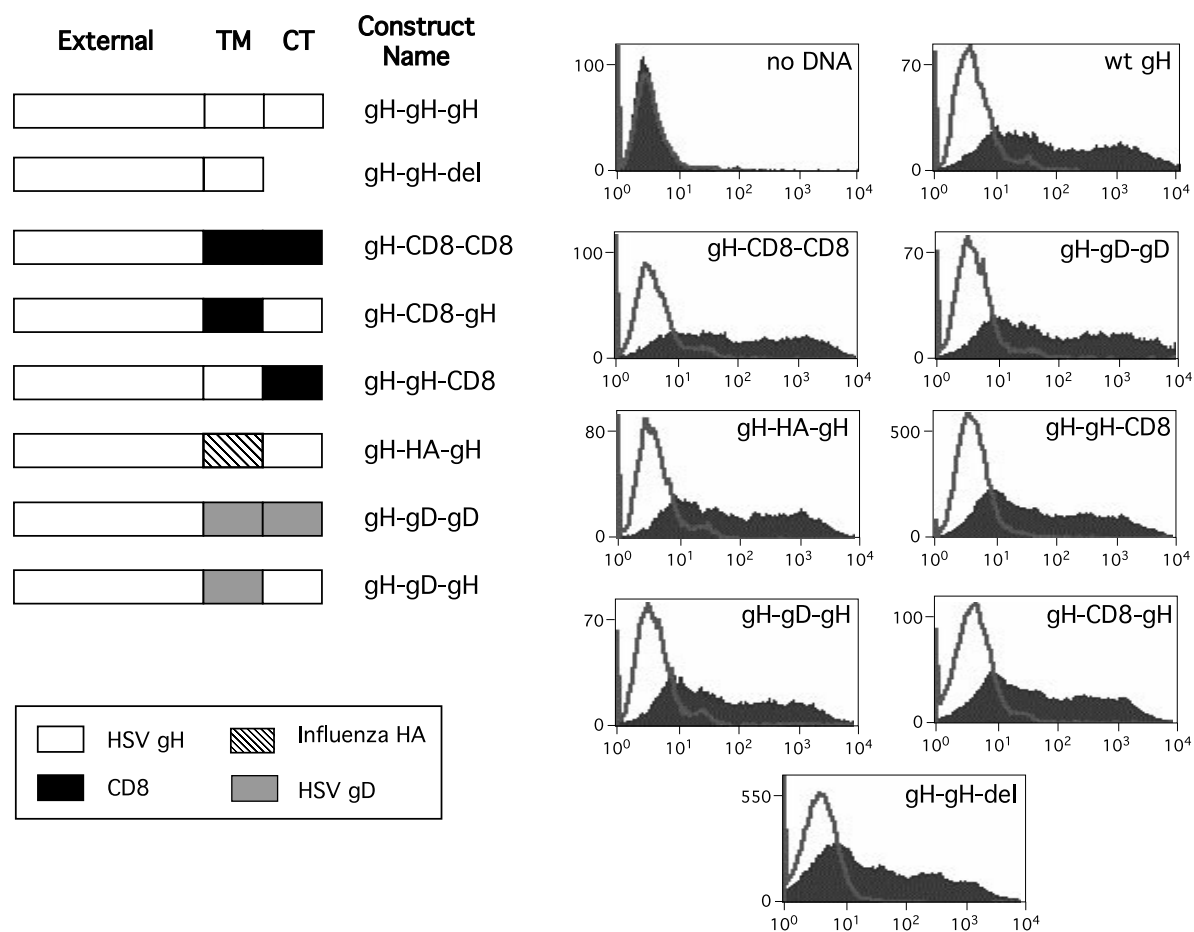 External TM CT Construct Name
gH-gH-gH
gH-gH-del
gH-CD8-CD8
gH-CD8-gH
gH-gH-CD8
gH-HA-gH
gH-gD-gD
gH-gD-gH
HSV gH
Influenza HA
CD8
HSV gD
no DNA
100
0
10^0 10^1 10^2 10^3 10^4
wt gH
70
0
10^0 10^1 10^2 10^3 10^4
gH-CD8-CD8
100
0
10^0 10^1 10^2 10^3 10^4
gH-gD-gD
70
0
10^0 10^1 10^2 10^3 10^4
gH-HA-gH
80
0
10^0 10^1 10^2 10^3 10^4
gH-gH-CD8
500
0
10^0 10^1 10^2 10^3 10^4
gH-gD-gH
70
0
10^0 10^1 10^2 10^3 10^4
gH-CD8-gH
100
0
10^0 10^1 10^2 10^3 10^4
gH-gH-del
550
0
10^0 10^1 10^2 10^3 10^4